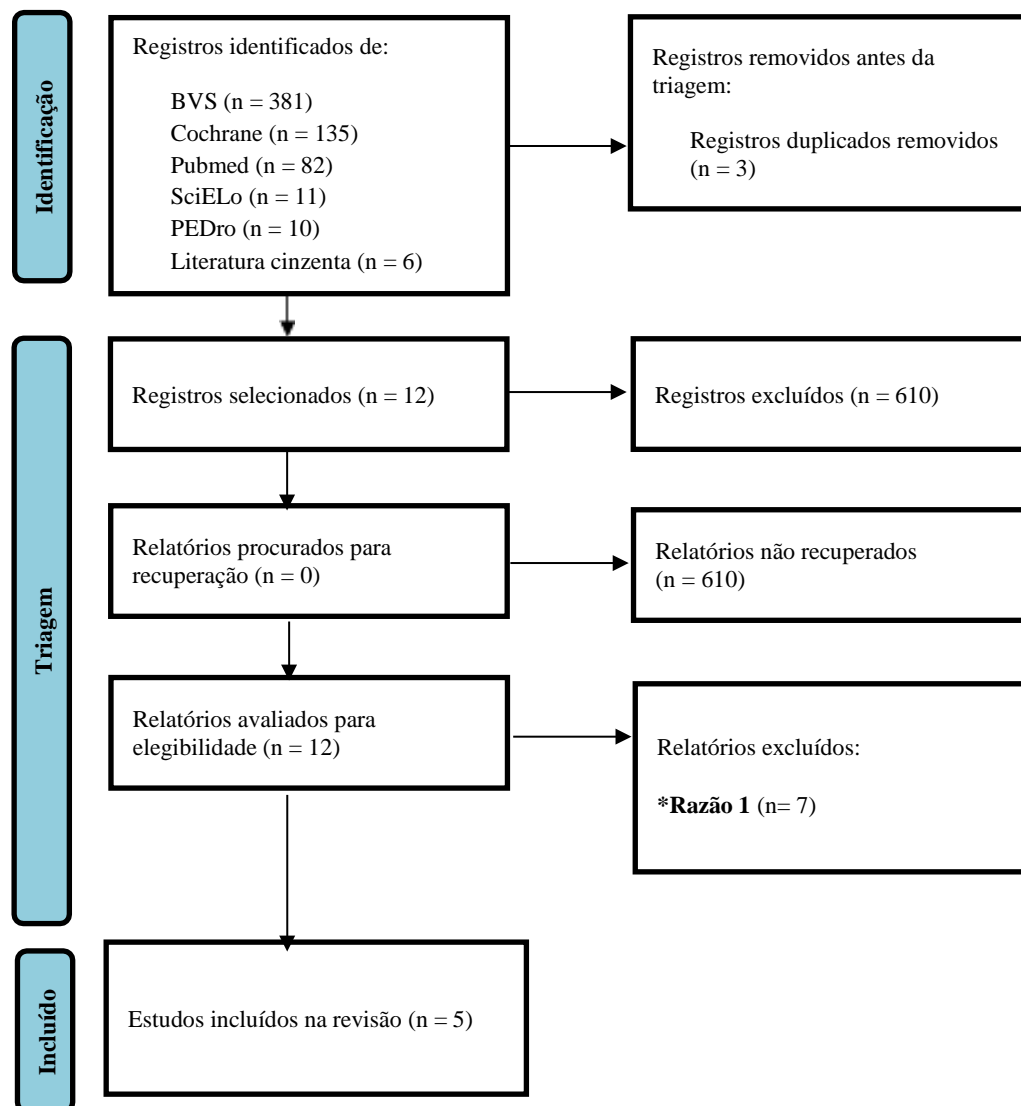 Identificação
Registros identificados de:
BVS (n = 381)
Cochrane (n = 135)
Pubmed (n = 82)
SciELo (n = 11)
PEDro (n = 10)
Literatura cinzenta (n = 6)
Registros removidos antes da
triagem:
Registros duplicados removidos
(n = 3)
Triagem
Registros selecionados (n = 12)
Registros excluídos (n = 610)
Relatórios procurados para
recuperação (n = 0)
Relatórios não recuperados
(n = 610)
Relatórios avaliados para
elegibilidade (n = 12)
Relatórios excluídos:
*Razão 1 (n= 7)
Incluído
Estudos incluídos na revisão (n = 5)